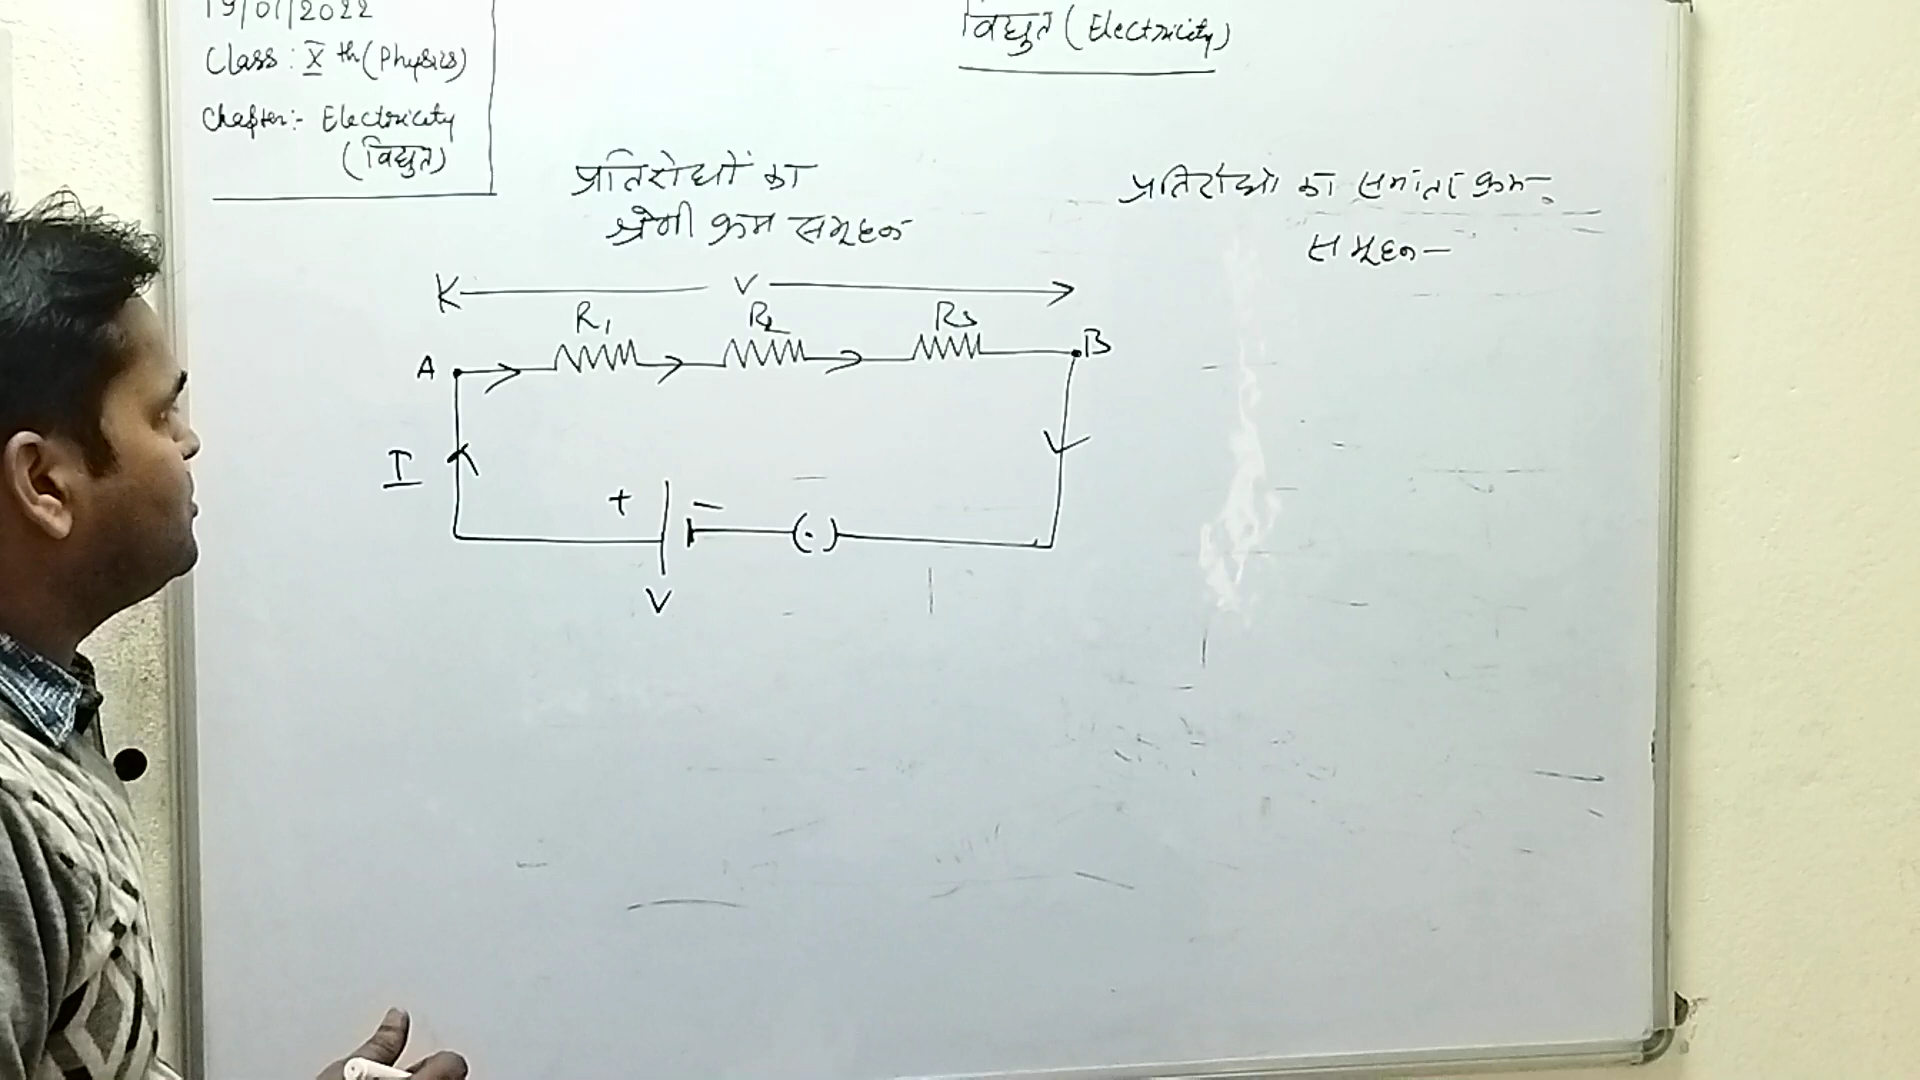 19/01/2022
Class: Xth (Physics)
Chapter:- Electricity
(विद्युत)
विद्युत (Electricity)
प्रतिरोधों का
श्रेणी क्रम समूहन
प्रतिरोधों का समांतर क्रम-
समूहन-
V
R1 R2 R3
A B
I
+ -
(.)
V